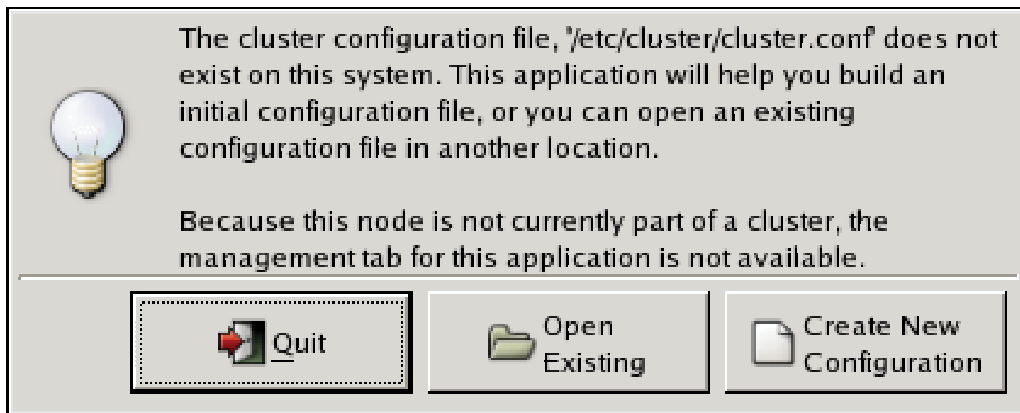 The cluster configuration file, '/etc/cluster/cluster.conf' does not
exist on this system. This application will help you build an
initial configuration file, or you can open an existing
configuration file in another location.
Because this node is not currently part of a cluster, the
management tab for this application is not available.
Quit
Open
Existing
Create New
Configuration